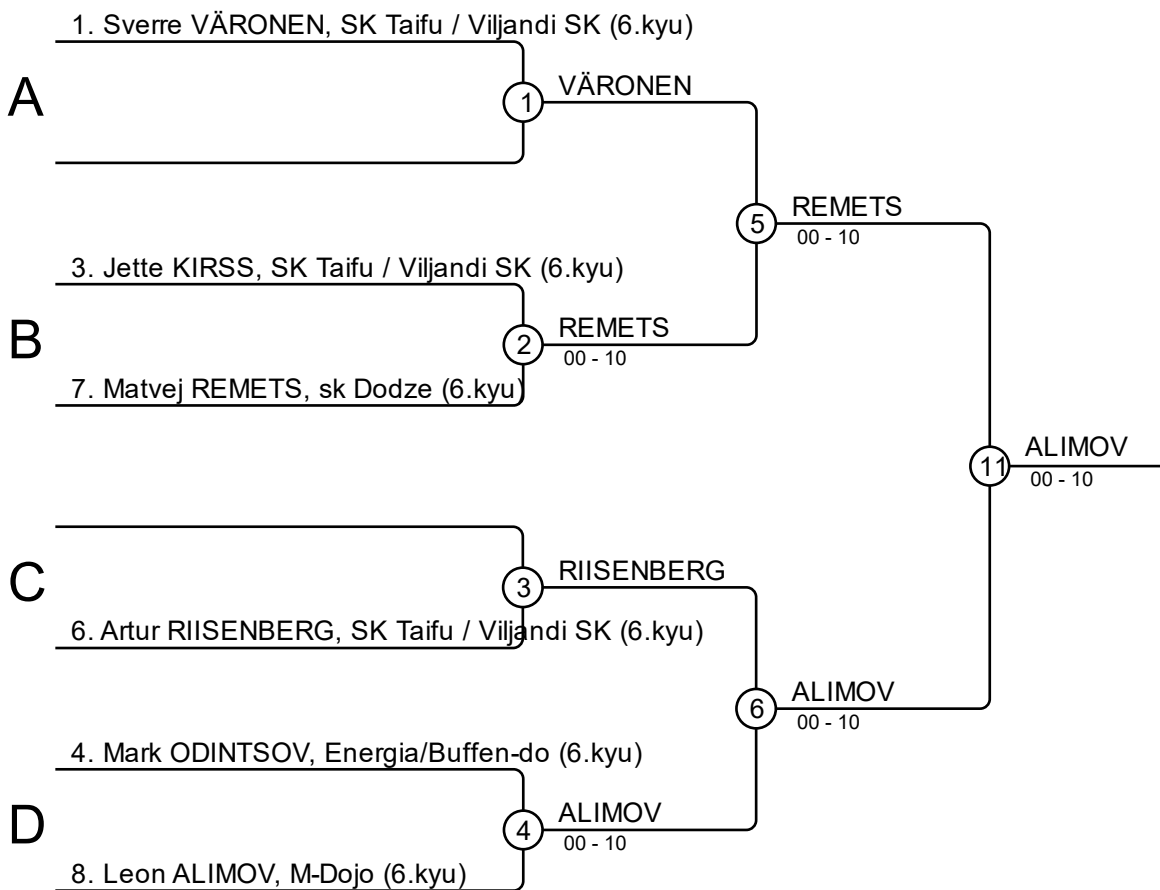 1. Sverre VÄRONEN, SK Taifu / Viljandi SK (6.kyu)
A
1
VÄRONEN
5
REMETS
00 - 10
3. Jette KIRSS, SK Taifu / Viljandi SK (6.kyu)
B
2
REMETS
00 - 10
7. Matvej REMETS, sk Dodze (6.kyu)
11
ALIMOV
00 - 10
C
3
RIISENBERG
6. Artur RIISENBERG, SK Taifu / Viljandi SK (6.kyu)
6
ALIMOV
00 - 10
4. Mark ODINTSOV, Energia/Buffen-do (6.kyu)
D
4
ALIMOV
00 - 10
8. Leon ALIMOV, M-Dojo (6.kyu)